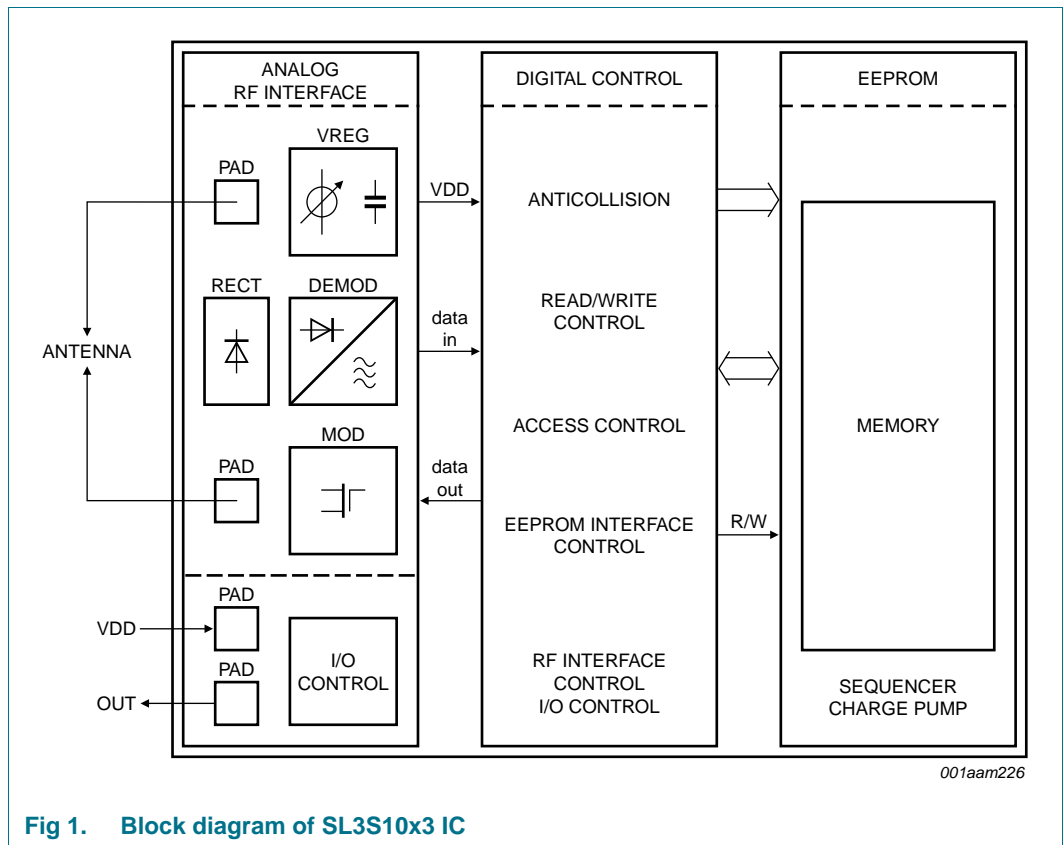 ANALOG
RF INTERFACE
VREG
PAD
RECT
DEMOD
ANTENNA
MOD
PAD
PAD
VDD
PAD
OUT
I/O
CONTROL
VDD
data
in
data
out
DIGITAL CONTROL
ANTICOLLISION
READ/WRITE
CONTROL
ACCESS CONTROL
EEPROM INTERFACE
CONTROL
RF INTERFACE
CONTROL
I/O CONTROL
R/W
EEPROM
MEMORY
SEQUENCER
CHARGE PUMP
001aam226
Fig 1. Block diagram of SL3S10x3 IC